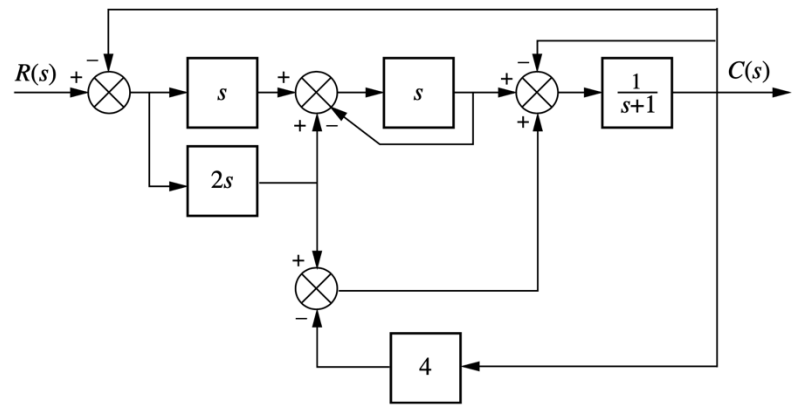 −
R(s) + s + s + − 1/s+1 C(s)
+ − +
2s
+
−
4